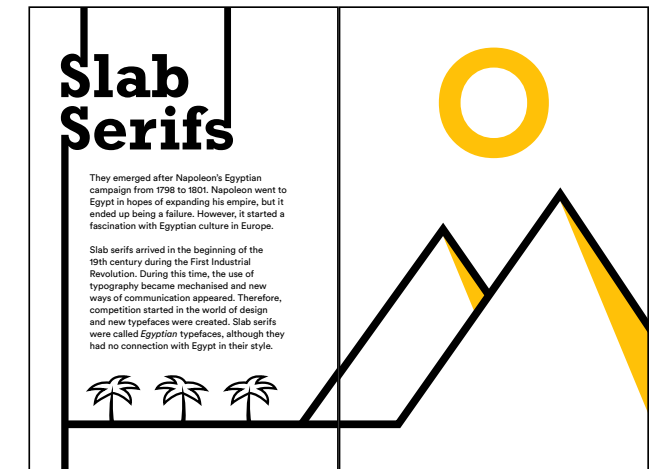 Slab
Serifs
They emerged after Napoleon's Egyptian
campaign from 1798 to 1801. Napoleon went to
Egypt in hopes of expanding his empire, but it
ended up being a failure. However, it started a
fascination with Egyptian culture in Europe.
Slab serifs arrived in the beginning of the
19th century during the First Industrial
Revolution. During this time, the use of
typography became mechanised and new
ways of communication appeared. Therefore,
competition started in the world of design
and new typefaces were created. Slab serifs
were called Egyptian typefaces, although they
had no connection with Egypt in their style.